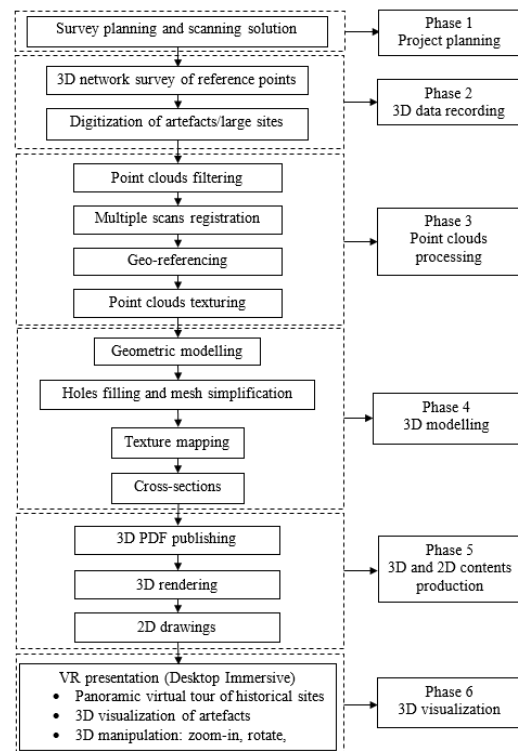 Survey planning and scanning solution
Phase 1
Project planning
3D network survey of reference points
Digitization of artefacts/large sites
Phase 2
3D data recording
Point clouds filtering
Multiple scans registration
Geo-referencing
Point clouds texturing
Phase 3
Point clouds
processing
Geometric modelling
Holes filling and mesh simplification
Texture mapping
Cross-sections
Phase 4
3D modelling
3D PDF publishing
3D rendering
2D drawings
Phase 5
3D and 2D contents
production
VR presentation (Desktop Immersive)
• Panoramic virtual tour of historical sites
• 3D visualization of artefacts
• 3D manipulation: zoom-in, rotate,
Phase 6
3D visualization